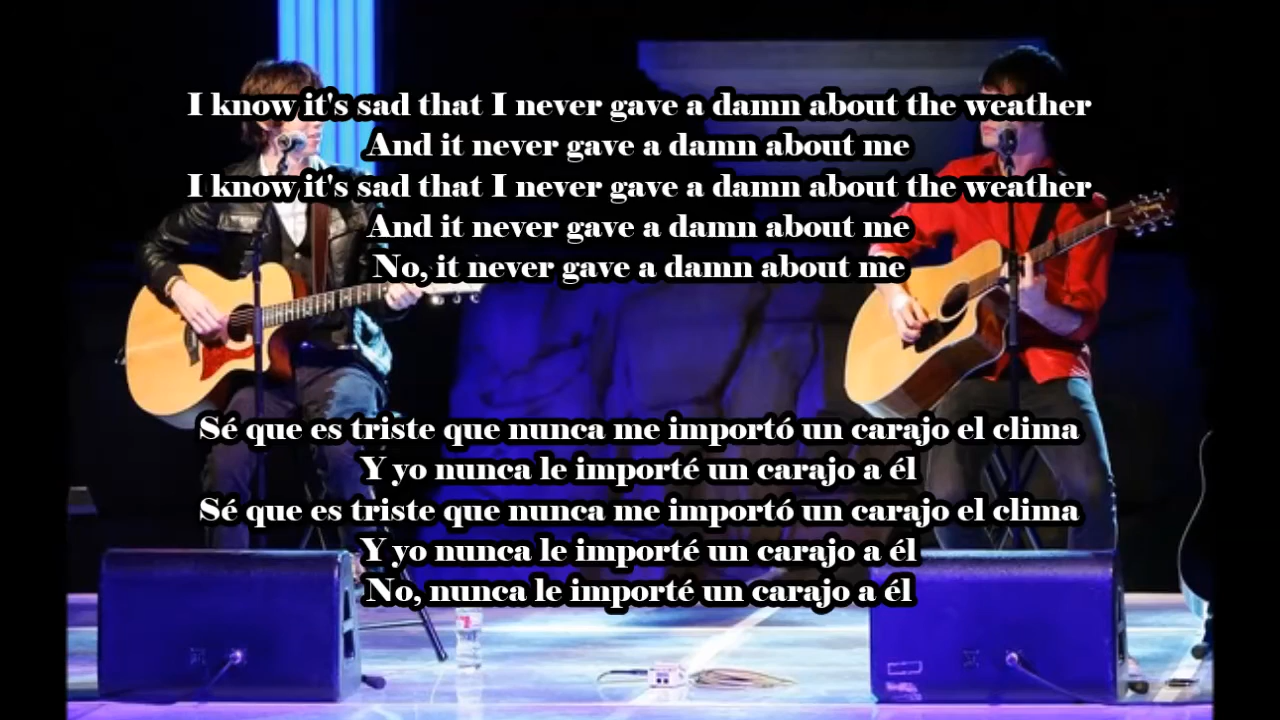 I know it's sad that I never gave a damn about the weather
And it never gave a damn about me
I know it's sad that I never gave a damn about the weather
And it never gave a damn about me
No, it never gave a damn about me
Sé que es triste que nunca me importó un carajo el clima
Y yo nunca le importé un carajo a él
Sé que es triste que nunca me importó un carajo el clima
Y yo nunca le importé un carajo a él
No, nunca le importé un carajo a él